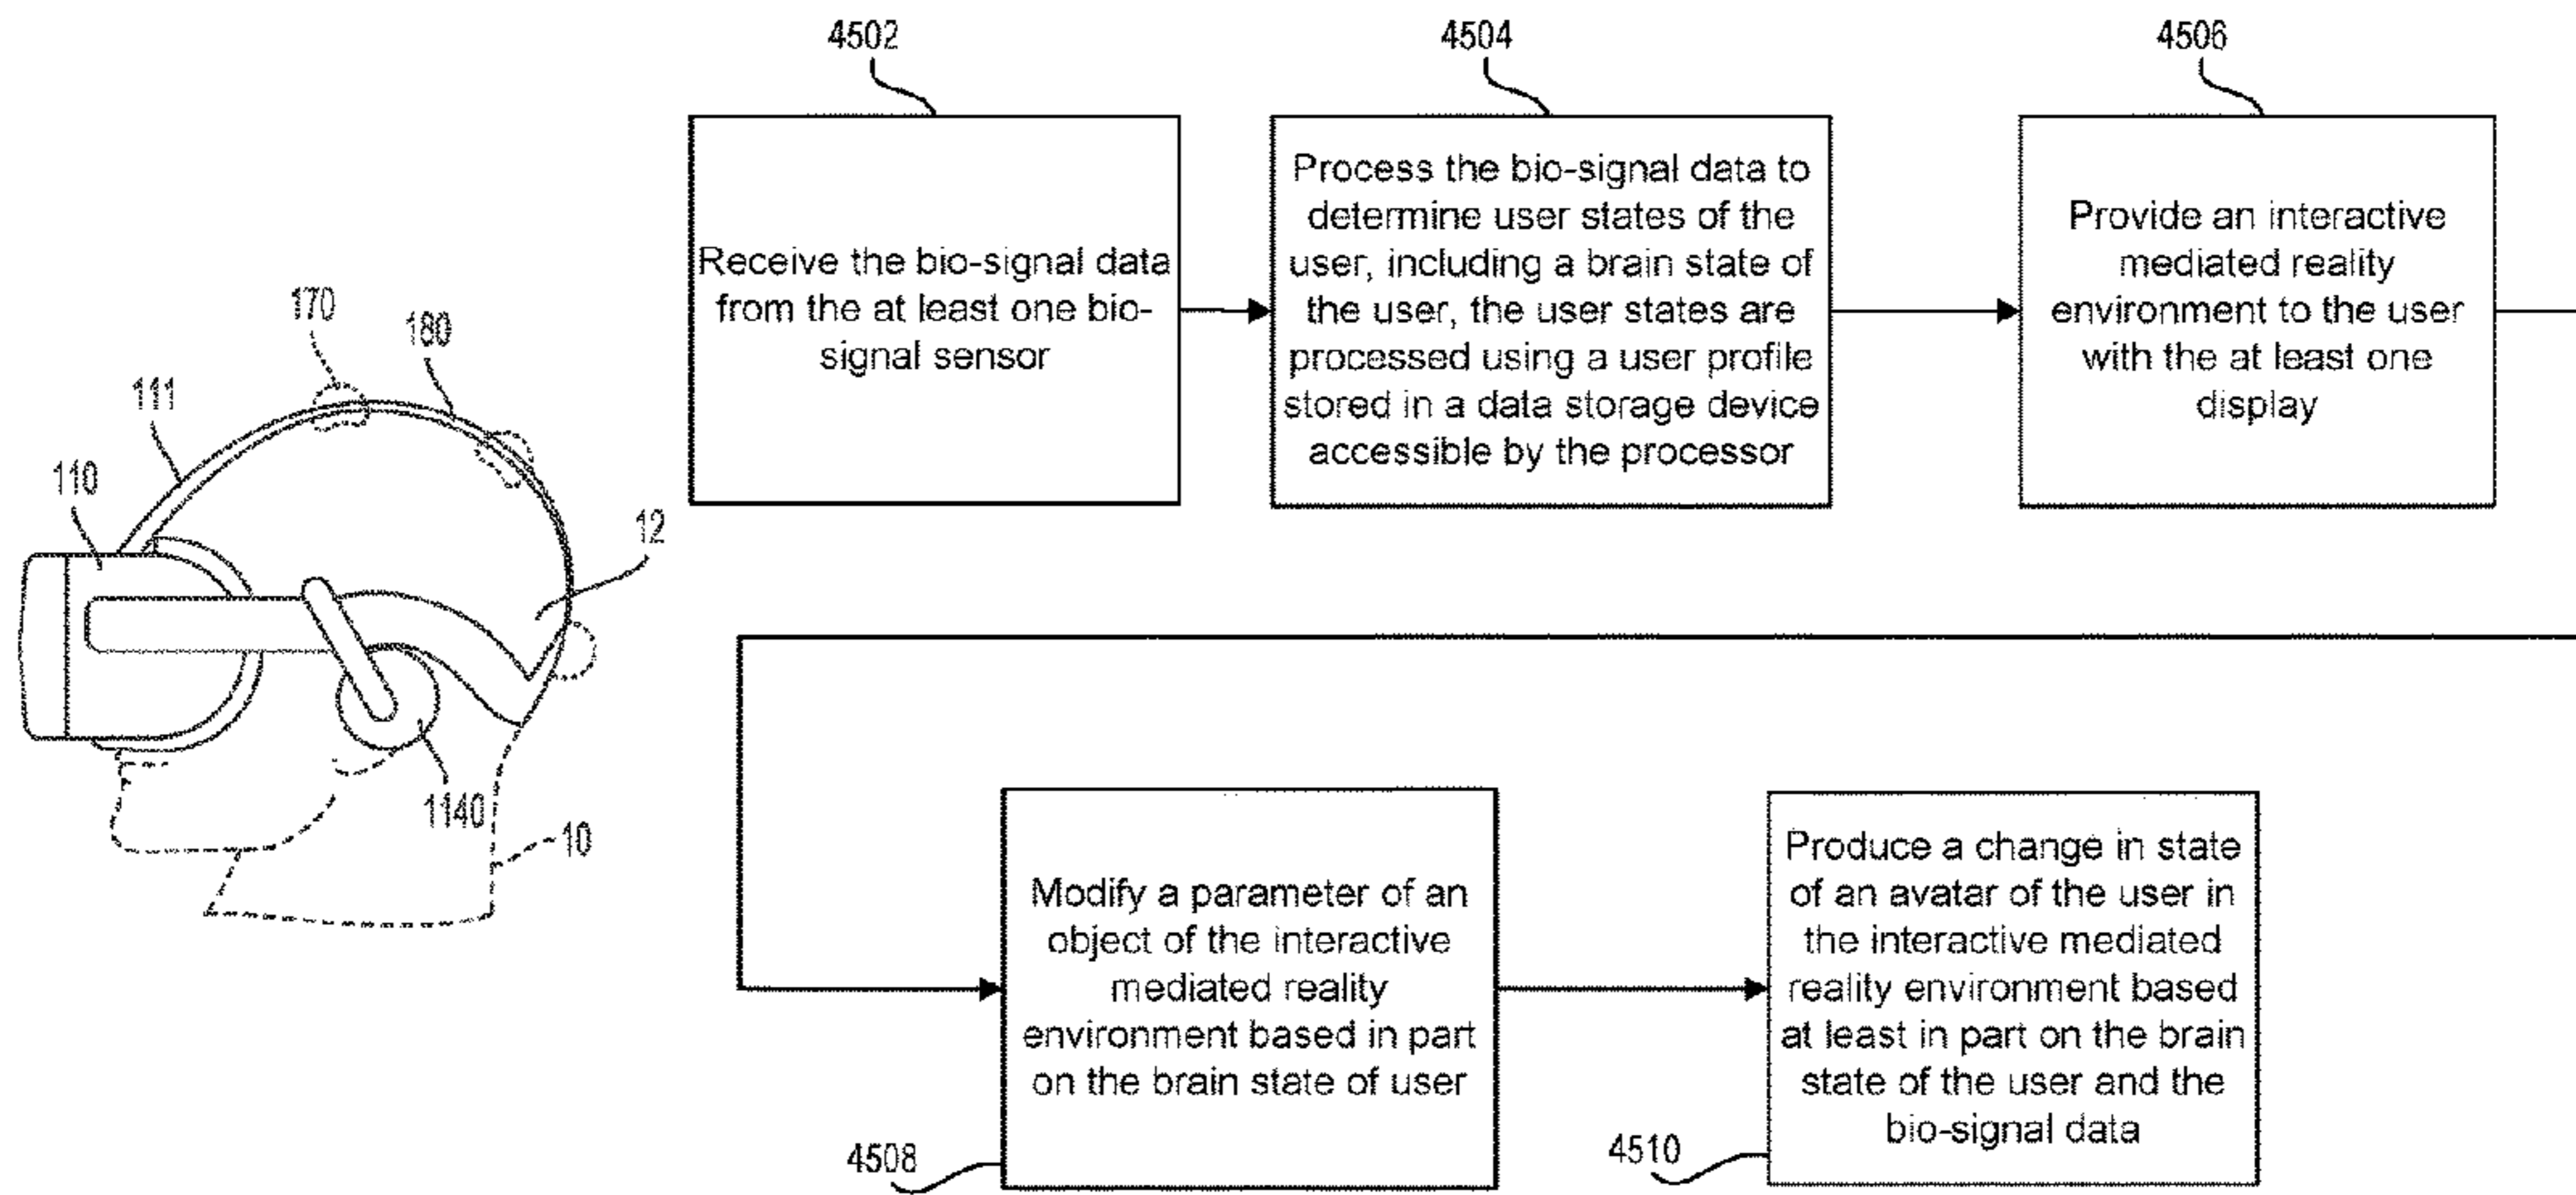 4502
4504
4506
Receive the bio-signal data
from the at least one bio-
signal sensor
Process the bio-signal data to
determine user states of the
user, including a brain state of
the user, the user states are
processed using a user profile
stored in a data storage device
accessible by the processor
Provide an interactive
mediated reality
environment to the user
with the at least one
display
170
180
111
110
12
1140
10
Modify a parameter of an
object of the interactive
mediated reality
environment based in part
on the brain state of user
4508
Produce a change in state
of an avatar of the user in
the interactive mediated
reality environment based
at least in part on the brain
state of the user and the
bio-signal data
4510